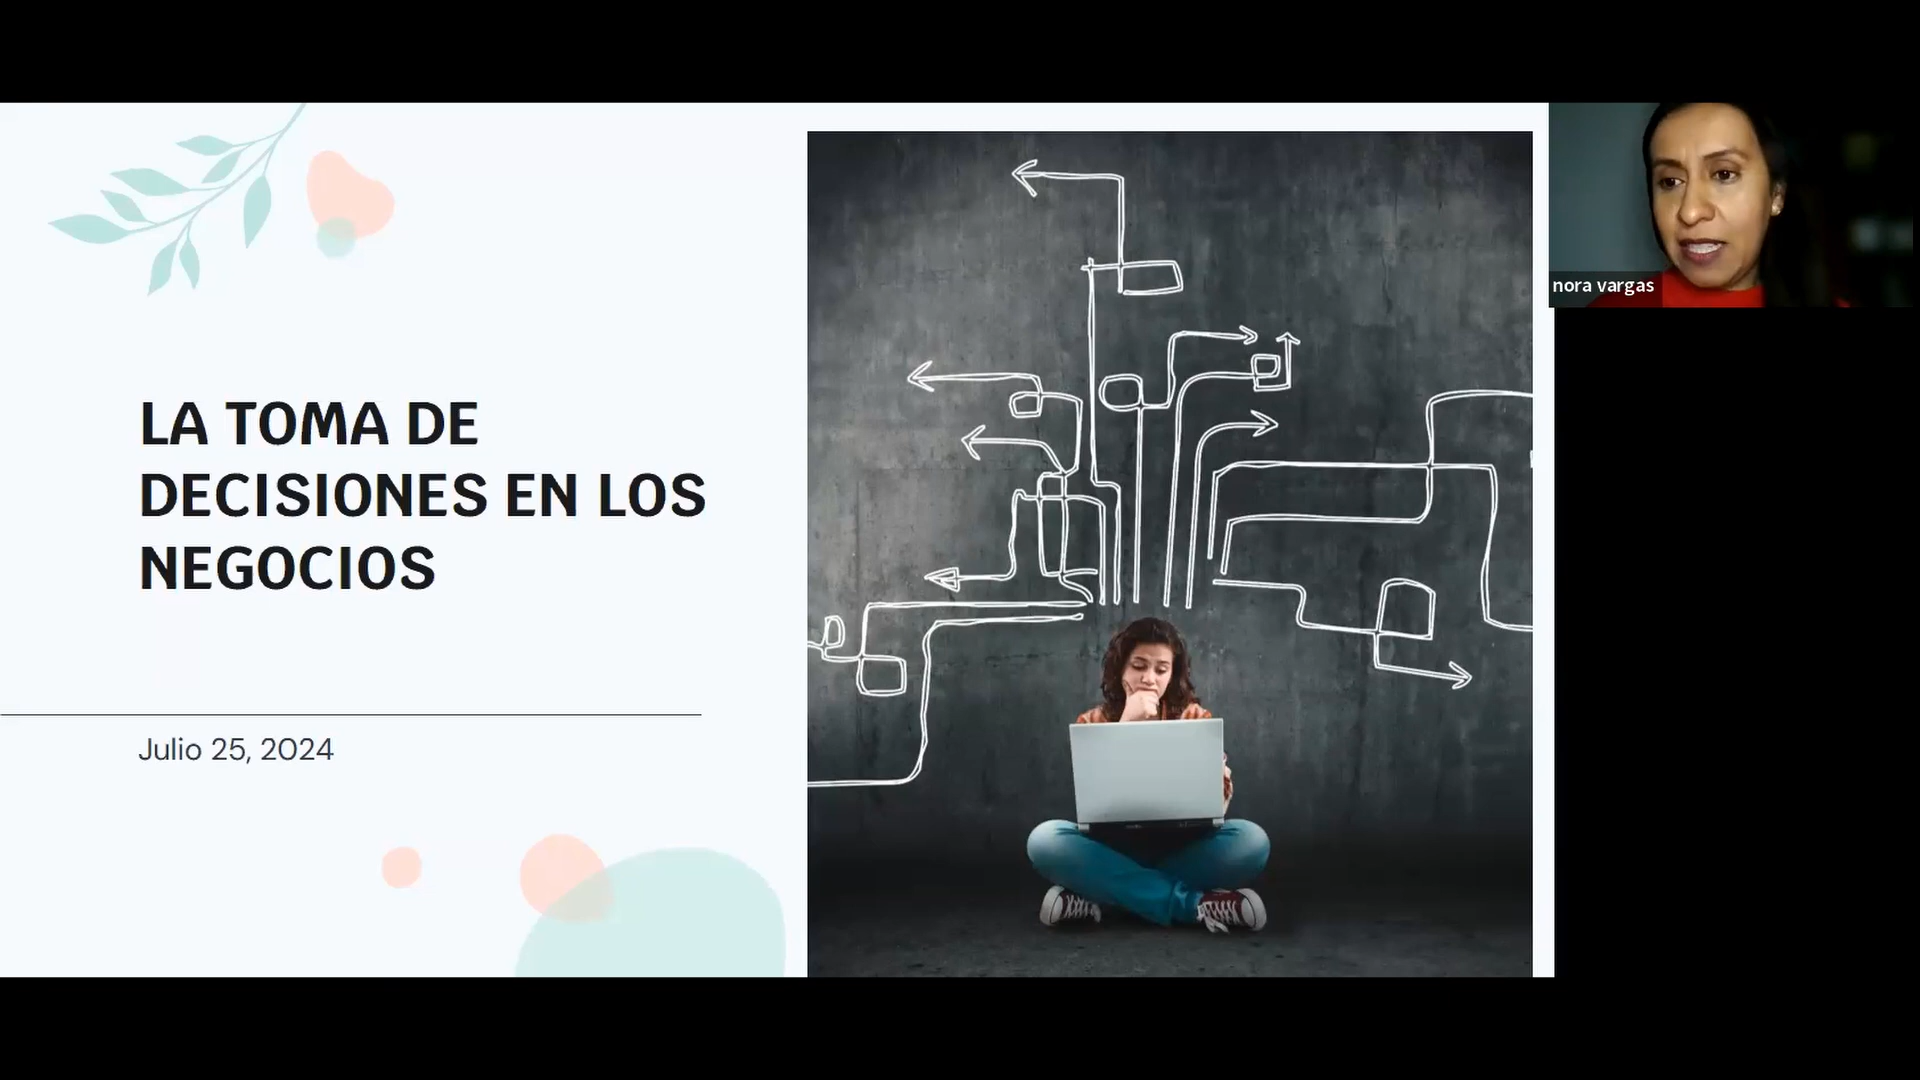 LA TOMA DE
DECISIONES EN LOS
NEGOCIOS
Julio 25, 2024
nora vargas